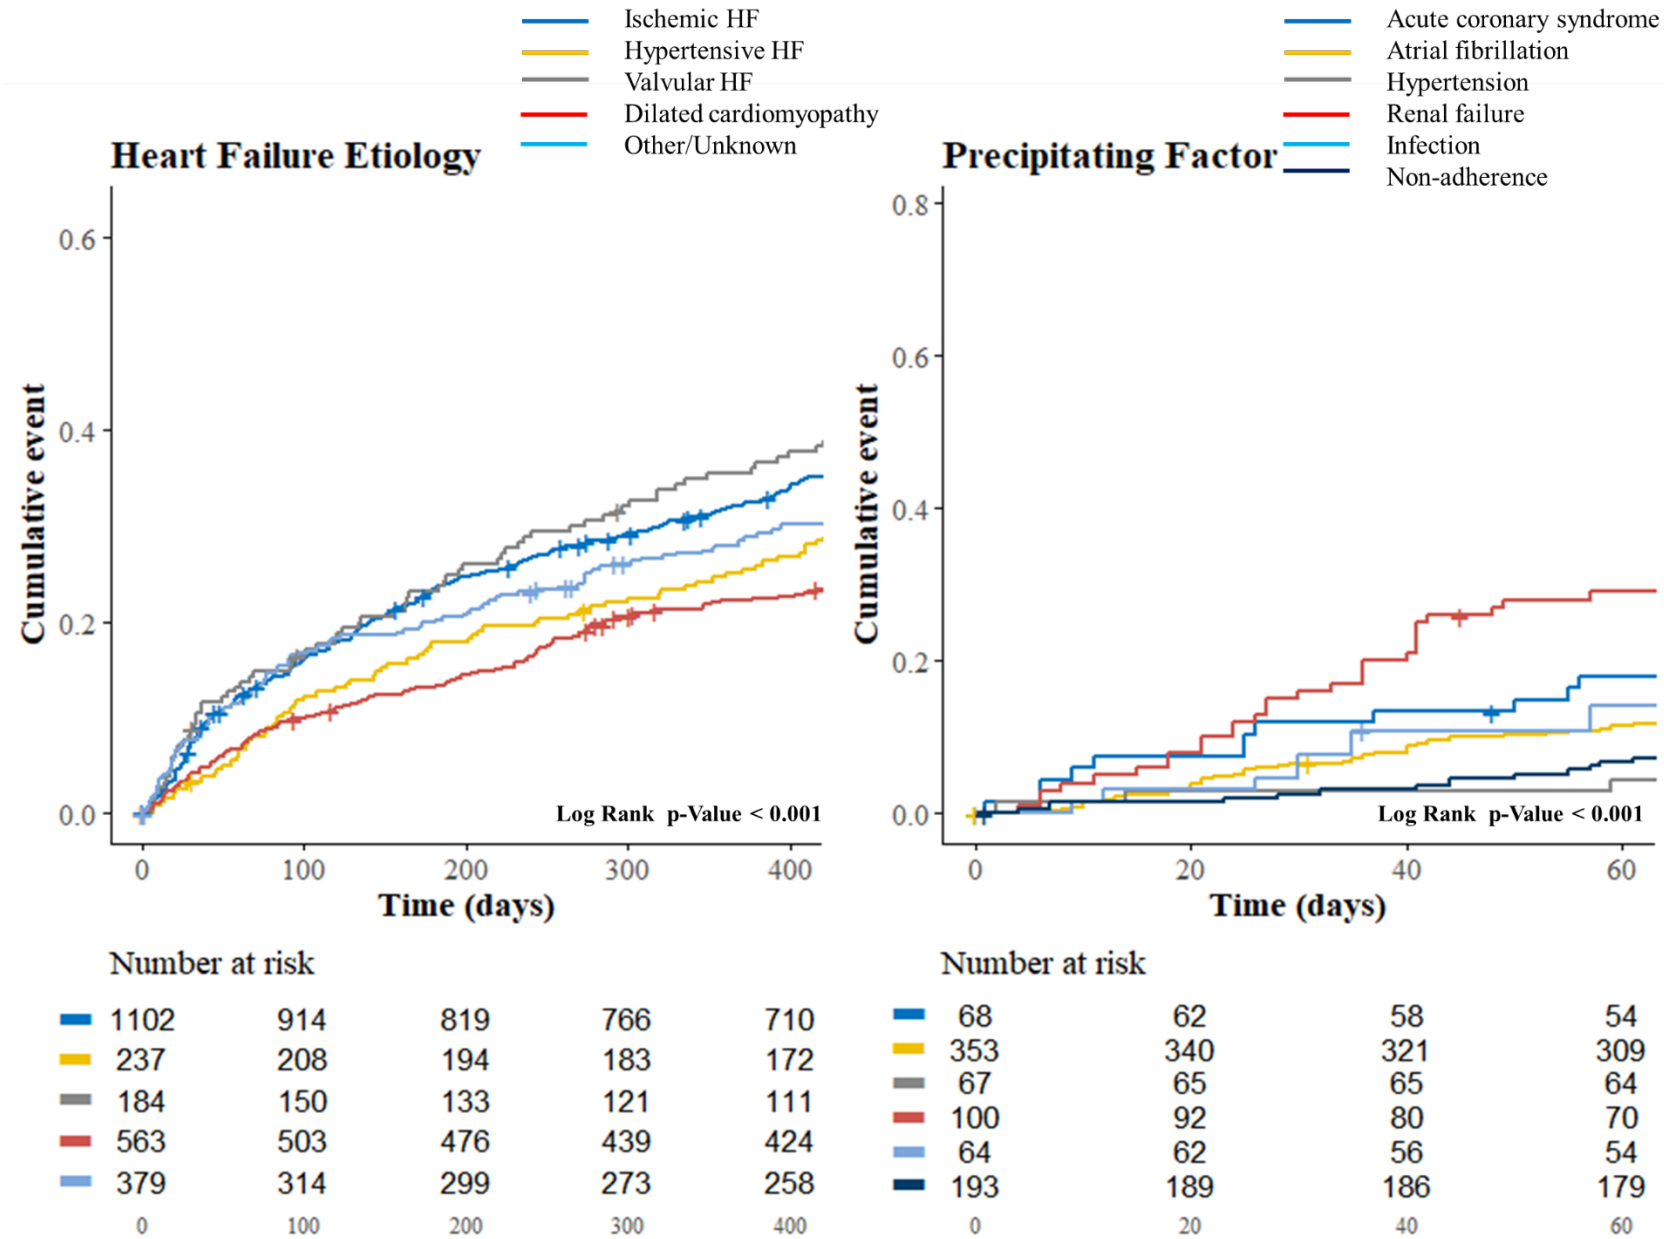 Ischemic HF
Hypertensive HF
Valvular HF
Dilated cardiomyopathy
Other/Unknown
Acute coronary syndrome
Atrial fibrillation
Hypertension
Renal failure
Infection
Non-adherence
Heart Failure Etiology
Cumulative event
0.6
0.4
0.2
0.0
Log Rank p-Value < 0.001
0 100 200 300 400
Time (days)
Number at risk
1102 914 819 766 710
237 208 194 183 172
184 150 133 121 111
563 503 476 439 424
379 314 299 273 258
0 100 200 300 400
Precipitating Factor
Cumulative event
0.8
0.6
0.4
0.2
0.0
Log Rank p-Value < 0.001
0 20 40 60
Time (days)
Number at risk
68 62 58 54
353 340 321 309
67 65 65 64
100 92 80 70
64 62 56 54
193 189 186 179
0 20 40 60